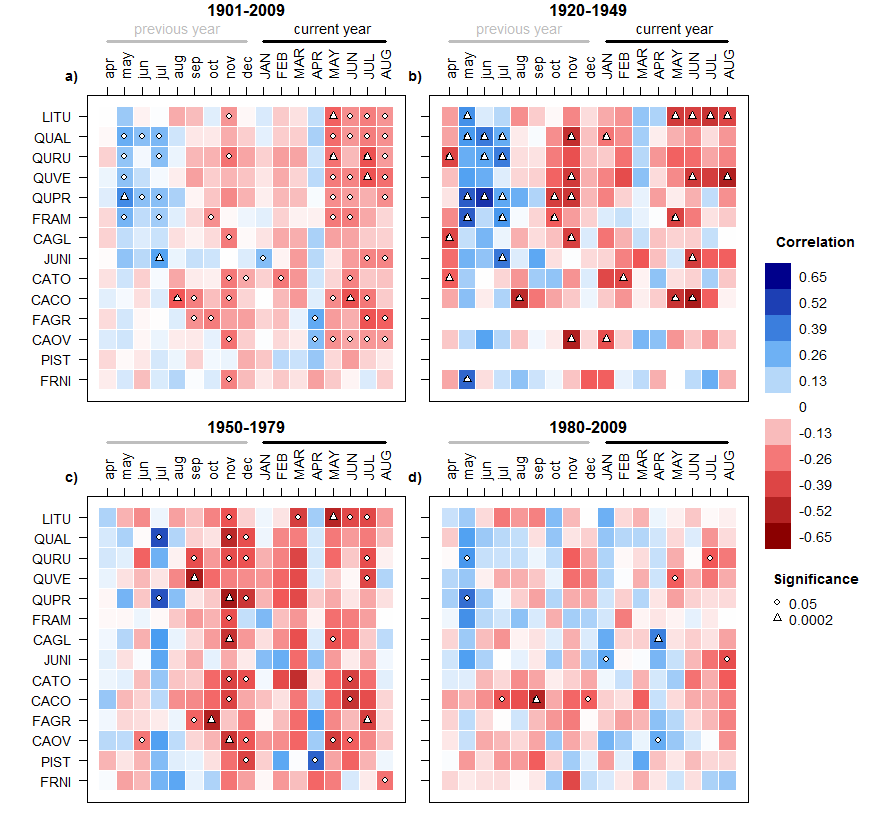 1901-2009
previous year current year
a) apr may jun jul aug sep oct nov dec JAN FEB MAR APR MAY JUN JUL AUG
LITU
QUAL
QURU
QUVE
QUPR
FRAM
CAGL
JUNI
CATO
CACO
FAGR
CAOV
PIST
FRNI
1920-1949
previous year current year
b) apr may jun jul aug sep oct nov dec JAN FEB MAR APR MAY JUN JUL AUG
Correlation
0.65
0.52
0.39
0.26
0.13
0
-0.13
-0.26
-0.39
-0.52
-0.65
Significance
0.05
0.0002
1950-1979
c) apr may jun jul aug sep oct nov dec JAN FEB MAR APR MAY JUN JUL AUG
LITU
QUAL
QURU
QUVE
QUPR
FRAM
CAGL
JUNI
CATO
CACO
FAGR
CAOV
PIST
FRNI
1980-2009
d) apr may jun jul aug sep oct nov dec JAN FEB MAR APR MAY JUN JUL AUG